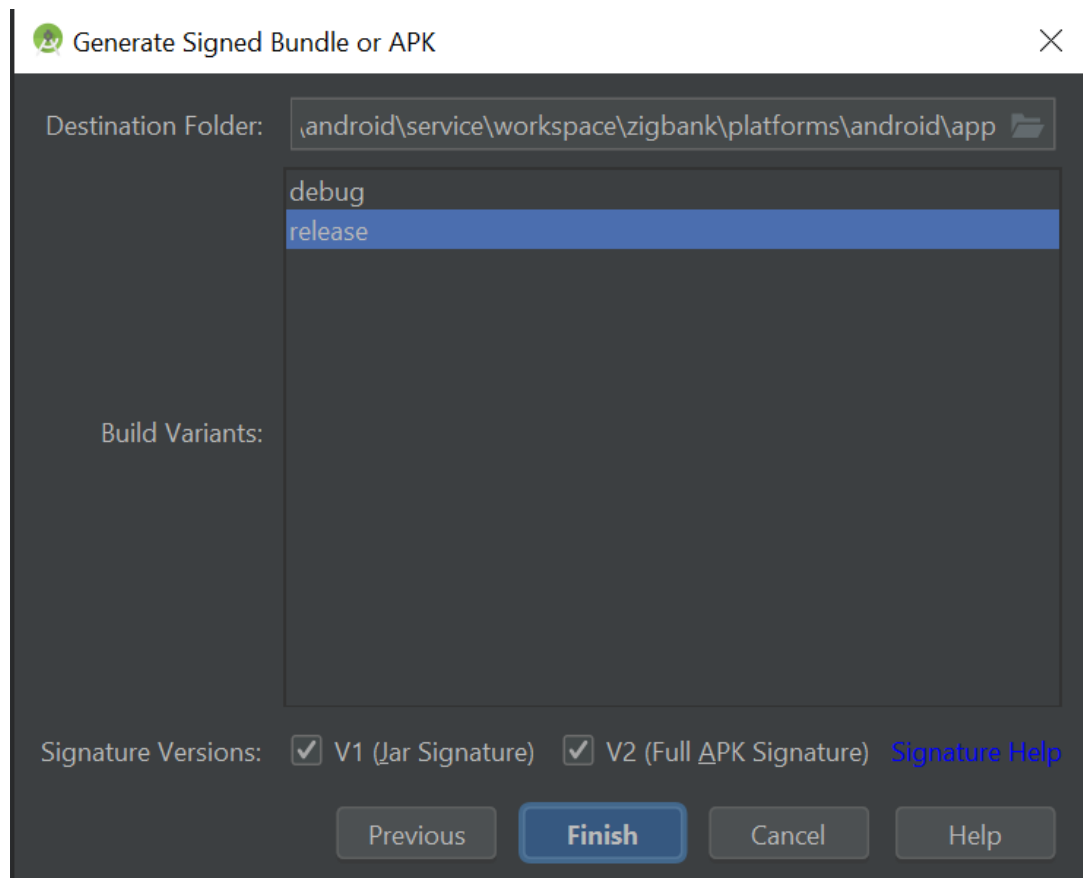 Generate Signed Bundle or APK
Destination Folder: \android\service\workspace\zigbank\platforms\android\app
debug
release
Build Variants:
Signature Versions: V1 (Jar Signature) V2 (Full APK Signature) Signature Help
Previous Finish Cancel Help